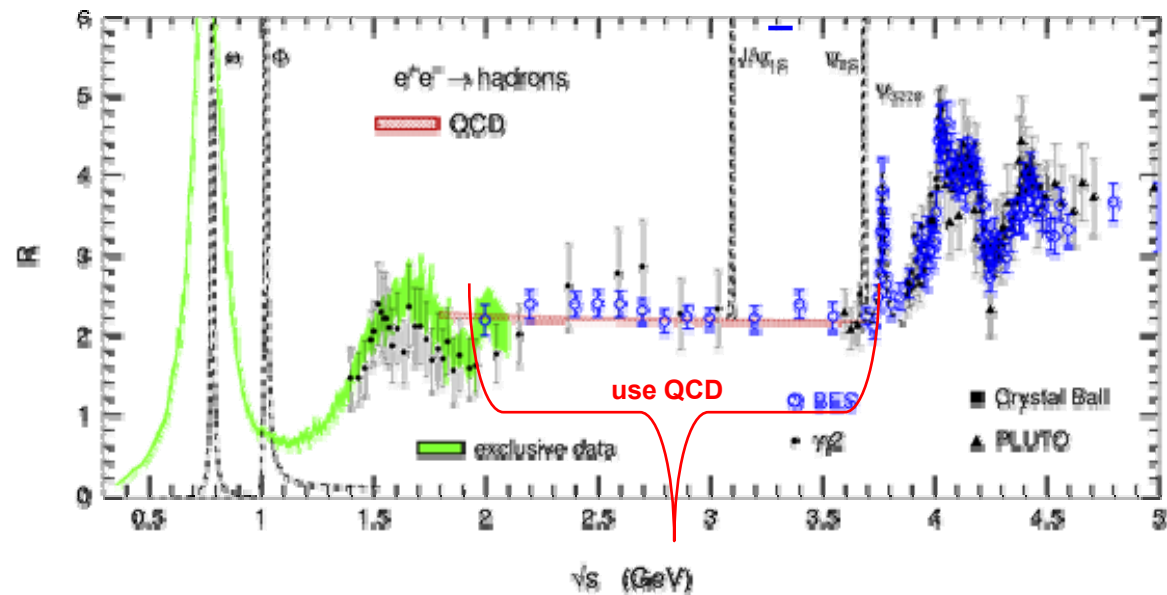 6
5
4
3
2
1
0
R
ω Φ
e⁺e⁻ → hadrons
QCD
J/ψ1S
ψ2S
ψ3770
use QCD
BES
γγ2
Crystal Ball
PLUTO
exclusive data
0.5 1 1.5 2 2.5 3 3.5 4 4.5 5
√s (GeV)